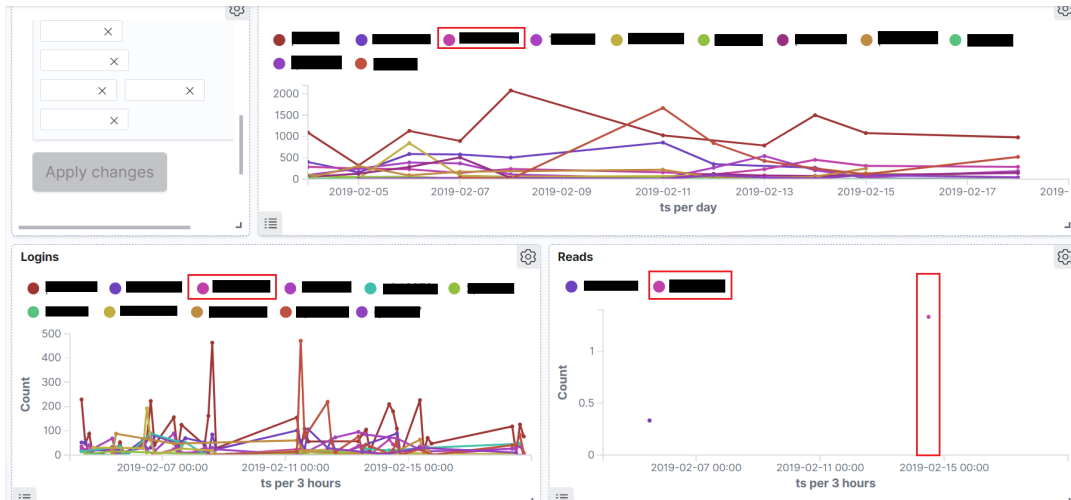 2000
1500
1000
500
0
2019-02-05 2019-02-07 2019-02-09 2019-02-11 2019-02-13 2019-02-15 2019-02-17 2019-
ts per day
Apply changes
Logins
500
400
300
200
100
0
Count
2019-02-07 00:00 2019-02-11 00:00 2019-02-15 00:00
ts per 3 hours
Reads
1
0.5
0
Count
2019-02-07 00:00 2019-02-11 00:00 2019-02-15 00:00
ts per 3 hours